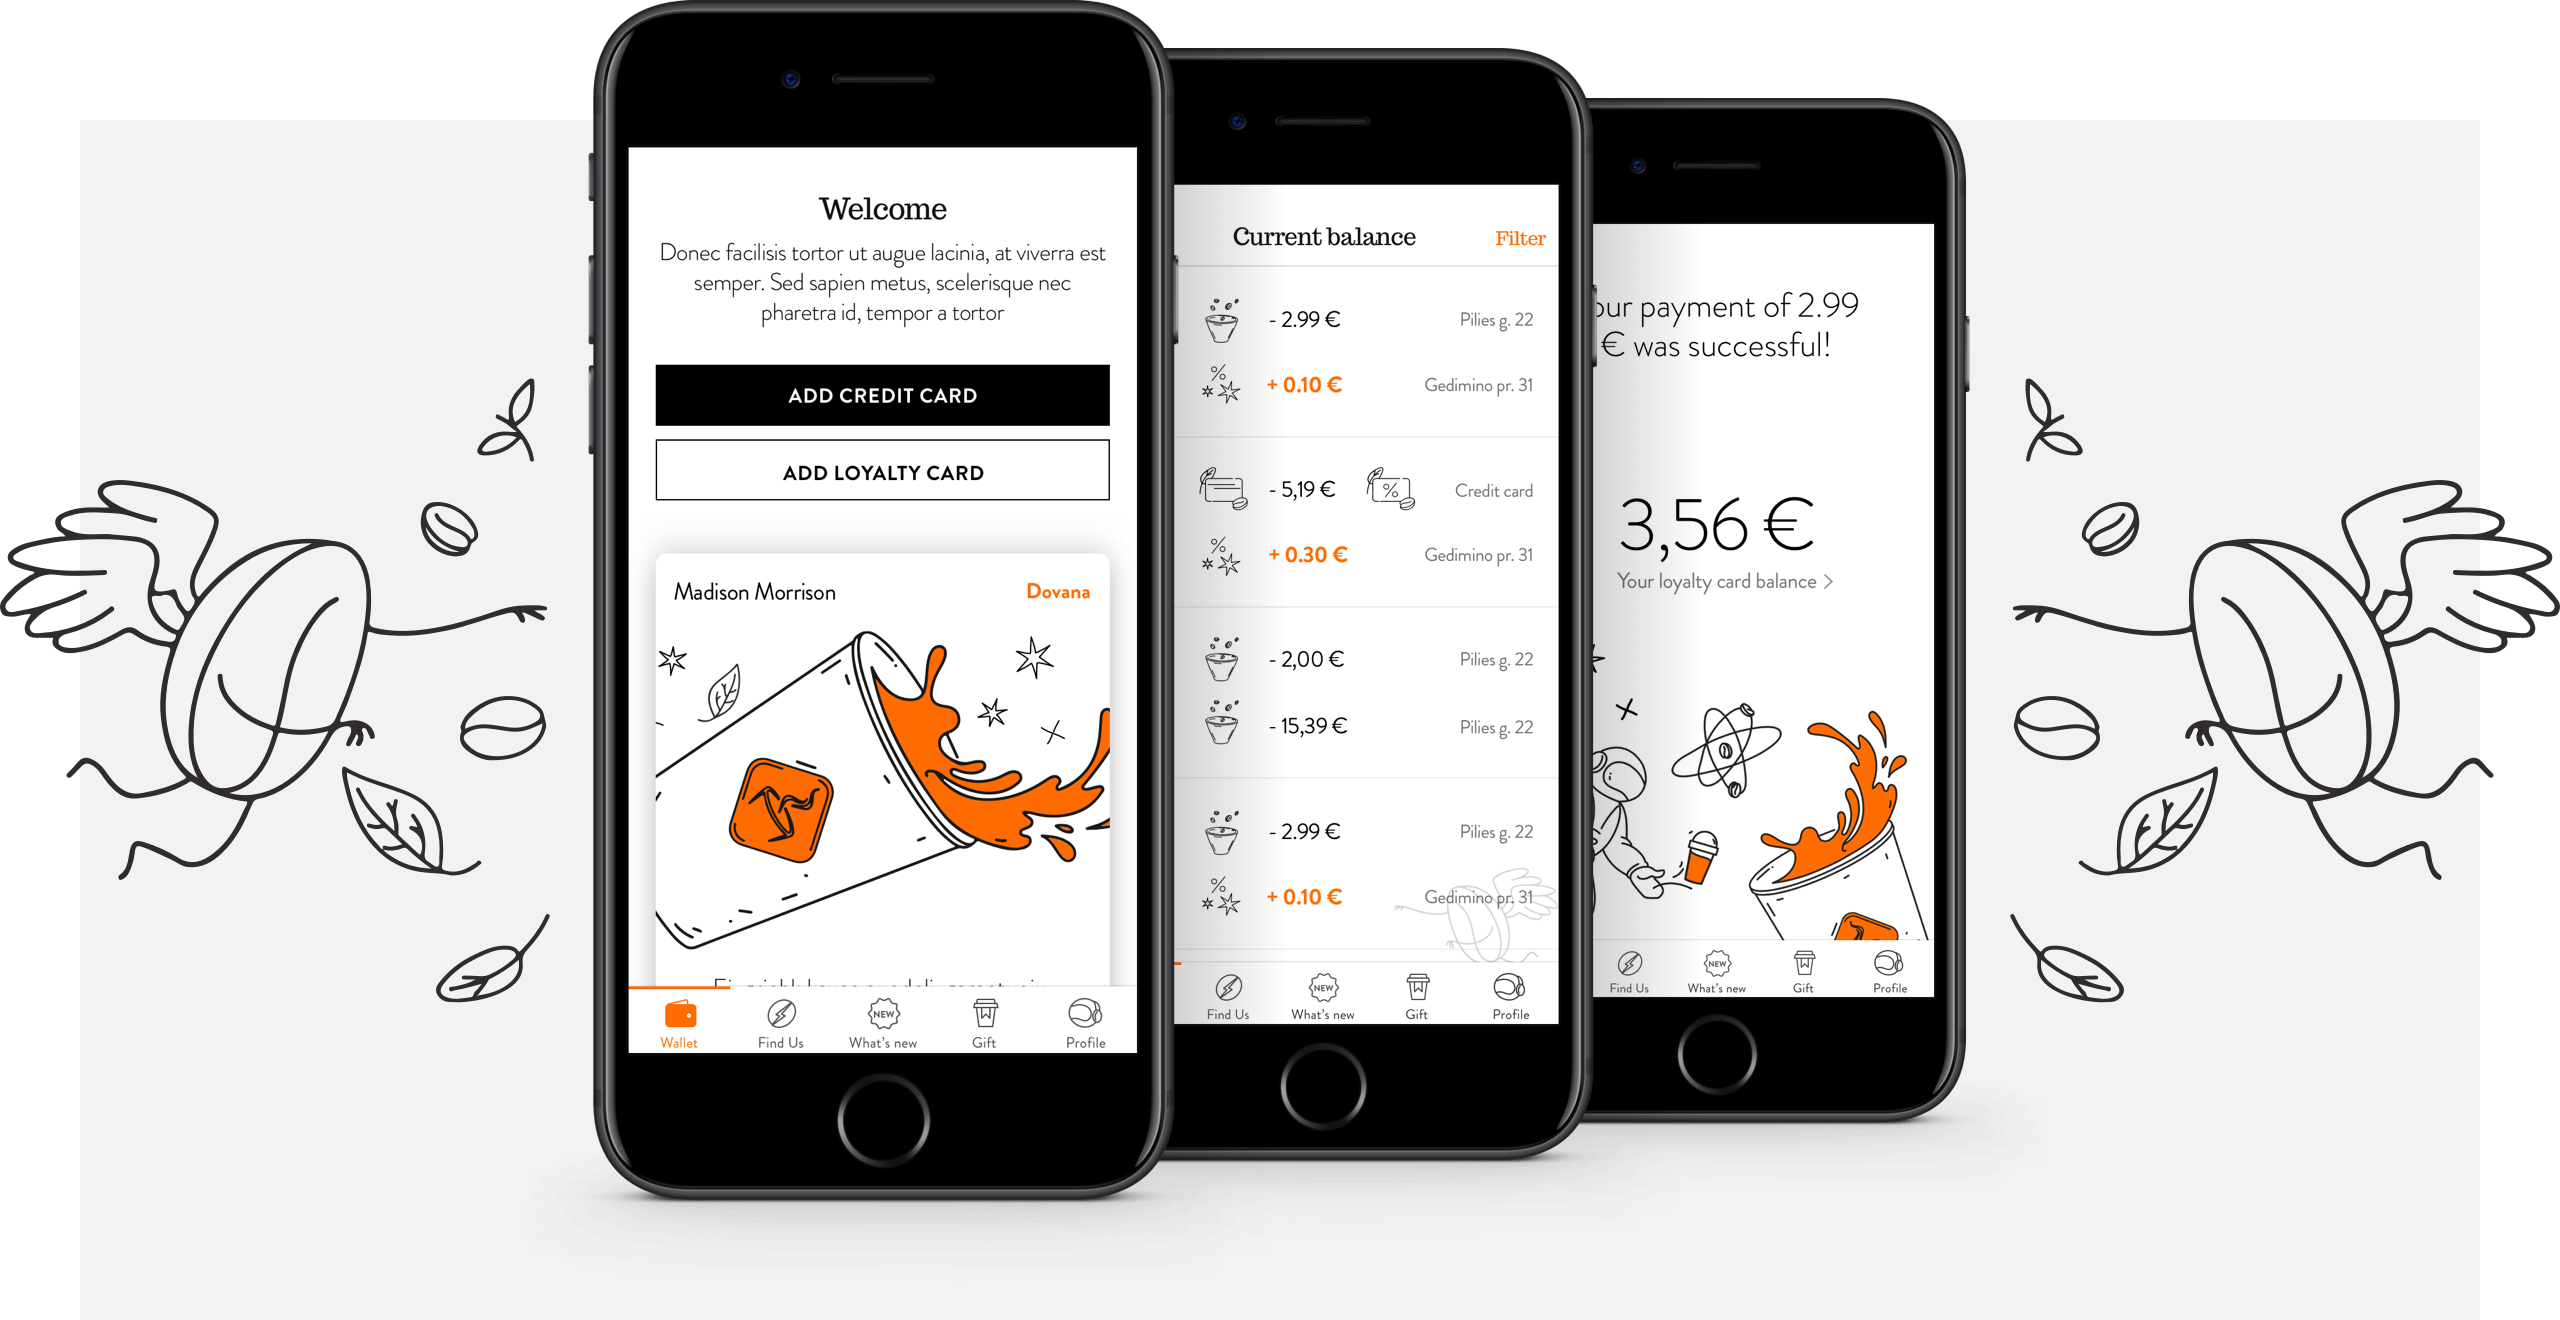 Welcome
Donec facilisis tortor ut augue lacinia, at viverra est
semper. Sed sapien metus, scelerisque nec
pharetra id, tempor a tortor
ADD CREDIT CARD
ADD LOYALTY CARD
Madison Morrison Dovana
Wallet Find Us NEW What's new Gift Profile
Current balance Filter
- 2.99 € Pilies g. 22
% + 0.10 € Gedimino pr. 31
- 5,19 € % Credit card
% + 0.30 € Gedimino pr. 31
- 2,00 € Pilies g. 22
- 15,39 € Pilies g. 22
- 2.99 € Pilies g. 22
% + 0.10 € Gedimino pr. 31
Find Us NEW What's new Gift Profile
our payment of 2.99
€ was successful!
3,56 €
Your loyalty card balance >
Find Us NEW What's new Gift Profile